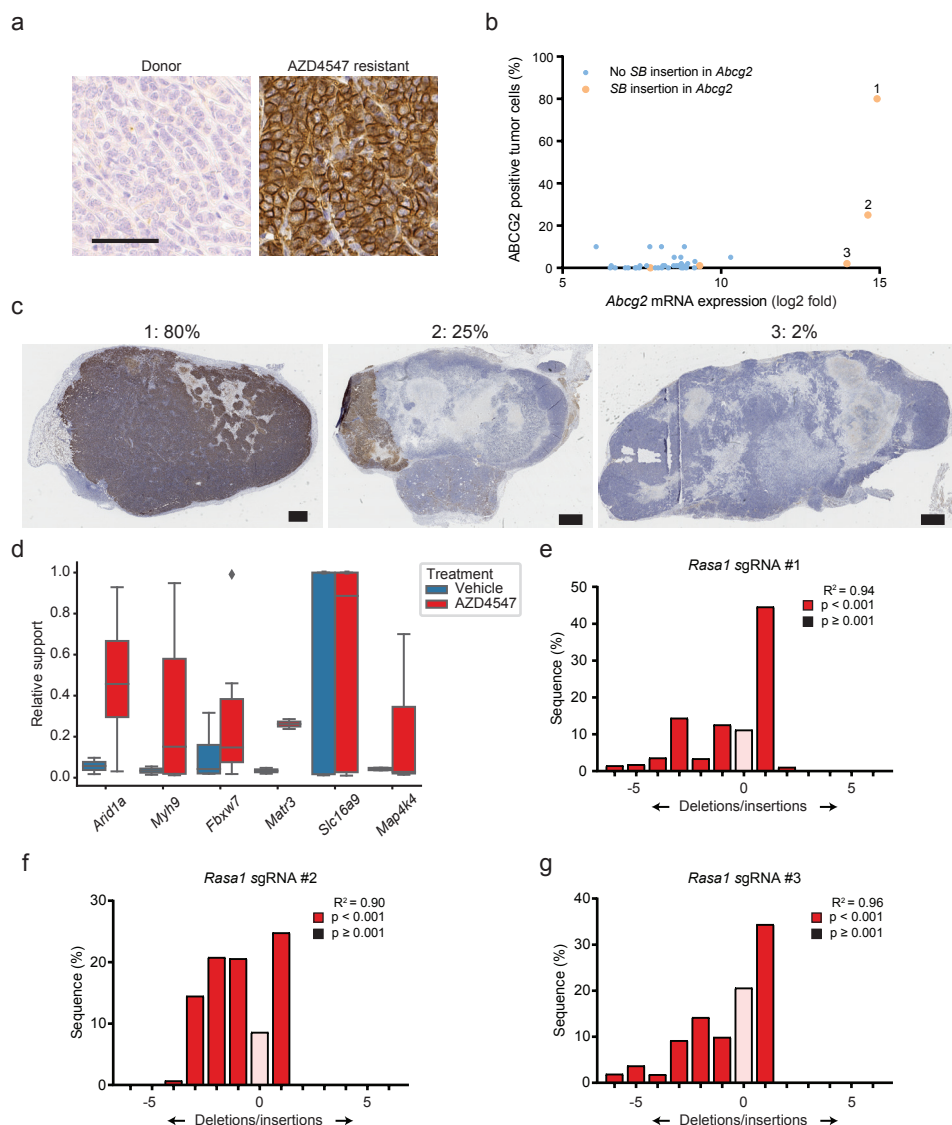 a
Donor
AZD4547 resistant
b
ABCG2 positive tumor cells (%)
100
80
60
40
20
0
No SB insertion in Abcg2
SB insertion in Abcg2
1
2
3
5
10
15
Abcg2 mRNA expression (log2 fold)
c
1: 80%
2: 25%
3: 2%
d
Relative support
1.0
0.8
0.6
0.4
0.2
0.0
Treatment
Vehicle
AZD4547
Arid1a
Myh9
Fbxw7
Matr3
Slc16a9
Map4k4
e
Rasa1 sgRNA #1
R² = 0.94
p < 0.001
p ≥ 0.001
Sequence (%)
50
40
30
20
10
0
-5
0
5
← Deletions/insertions →
f
Rasa1 sgRNA #2
R² = 0.90
p < 0.001
p ≥ 0.001
Sequence (%)
30
20
10
0
-5
0
5
← Deletions/insertions →
g
Rasa1 sgRNA #3
R² = 0.96
p < 0.001
p ≥ 0.001
Sequence (%)
40
30
20
10
0
-5
0
5
← Deletions/insertions →